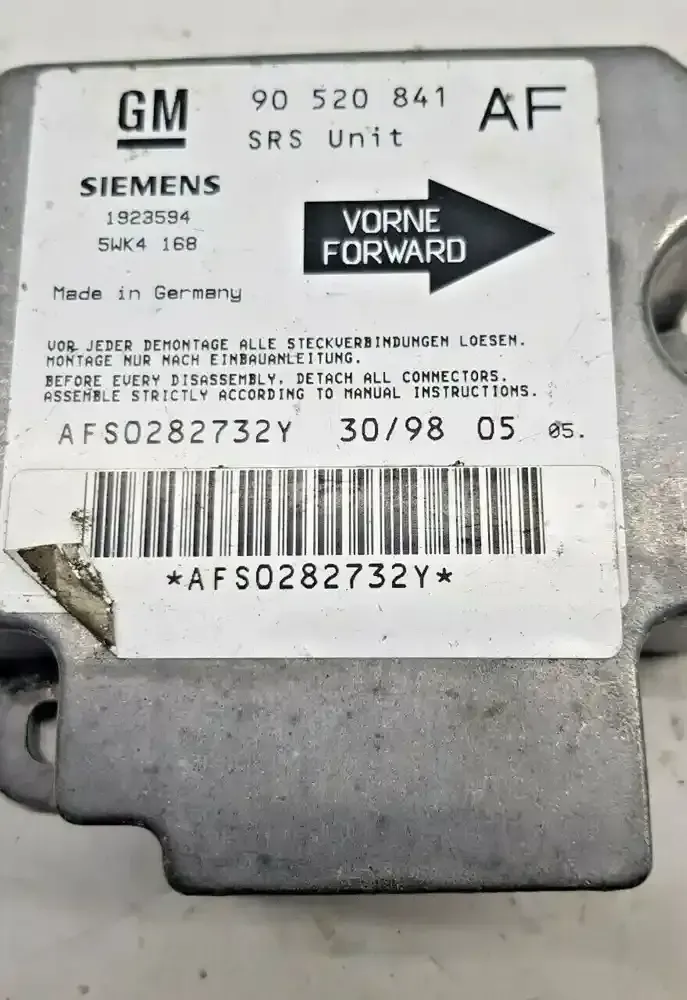 GM
90 520 841 AF
SRS Unit
SIEMENS
1923594
5WK4 168
VORNE
FORWARD
Made in Germany
VOR JEDER DEMONTAGE ALLE STECKVERBINDUNGEN LOESEN.
MONTAGE NUR NACH EINBAUANLEITUNG.
BEFORE EVERY DISASSEMBLY, DETACH ALL CONNECTORS.
ASSEMBLE STRICTLY ACCORDING TO MANUAL INSTRUCTIONS.
AFS0282732Y 30/98 05 05.
*AFS0282732Y*